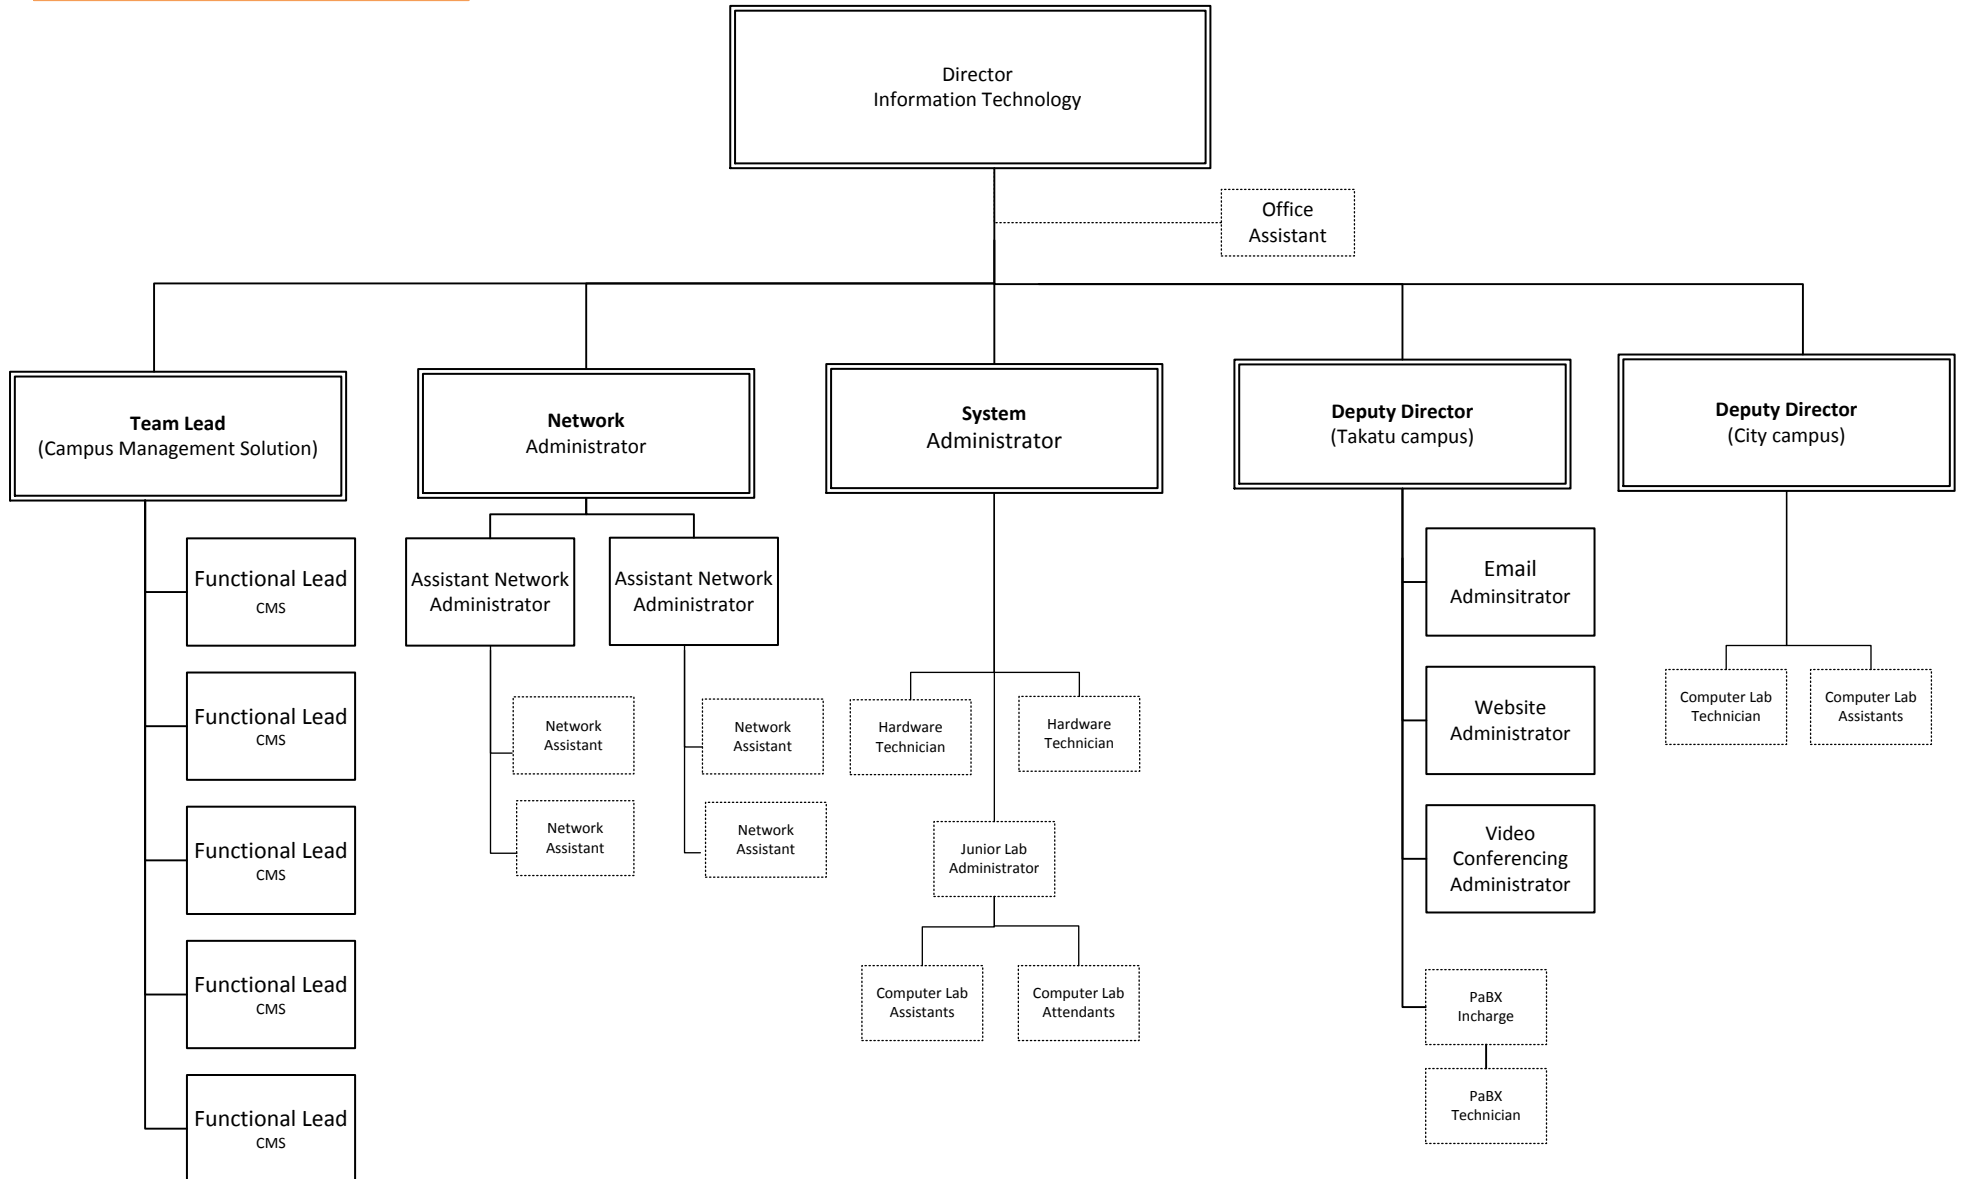 Director
Information Technology
Office
Assistant
Team Lead
(Campus Management Solution)
Network
Administrator
System
Administrator
Deputy Director
(Takatu campus)
Deputy Director
(City campus)
Functional Lead
CMS
Functional Lead
CMS
Functional Lead
CMS
Functional Lead
CMS
Functional Lead
CMS
Assistant Network
Administrator
Assistant Network
Administrator
Network
Assistant
Network
Assistant
Network
Assistant
Network
Assistant
Hardware
Technician
Hardware
Technician
Junior Lab
Administrator
Computer Lab
Assistants
Computer Lab
Attendants
Email
Adminsitrator
Website
Administrator
Video
Conferencing
Administrator
PaBX
Incharge
PaBX
Technician
Computer Lab
Technician
Computer Lab
Assistants